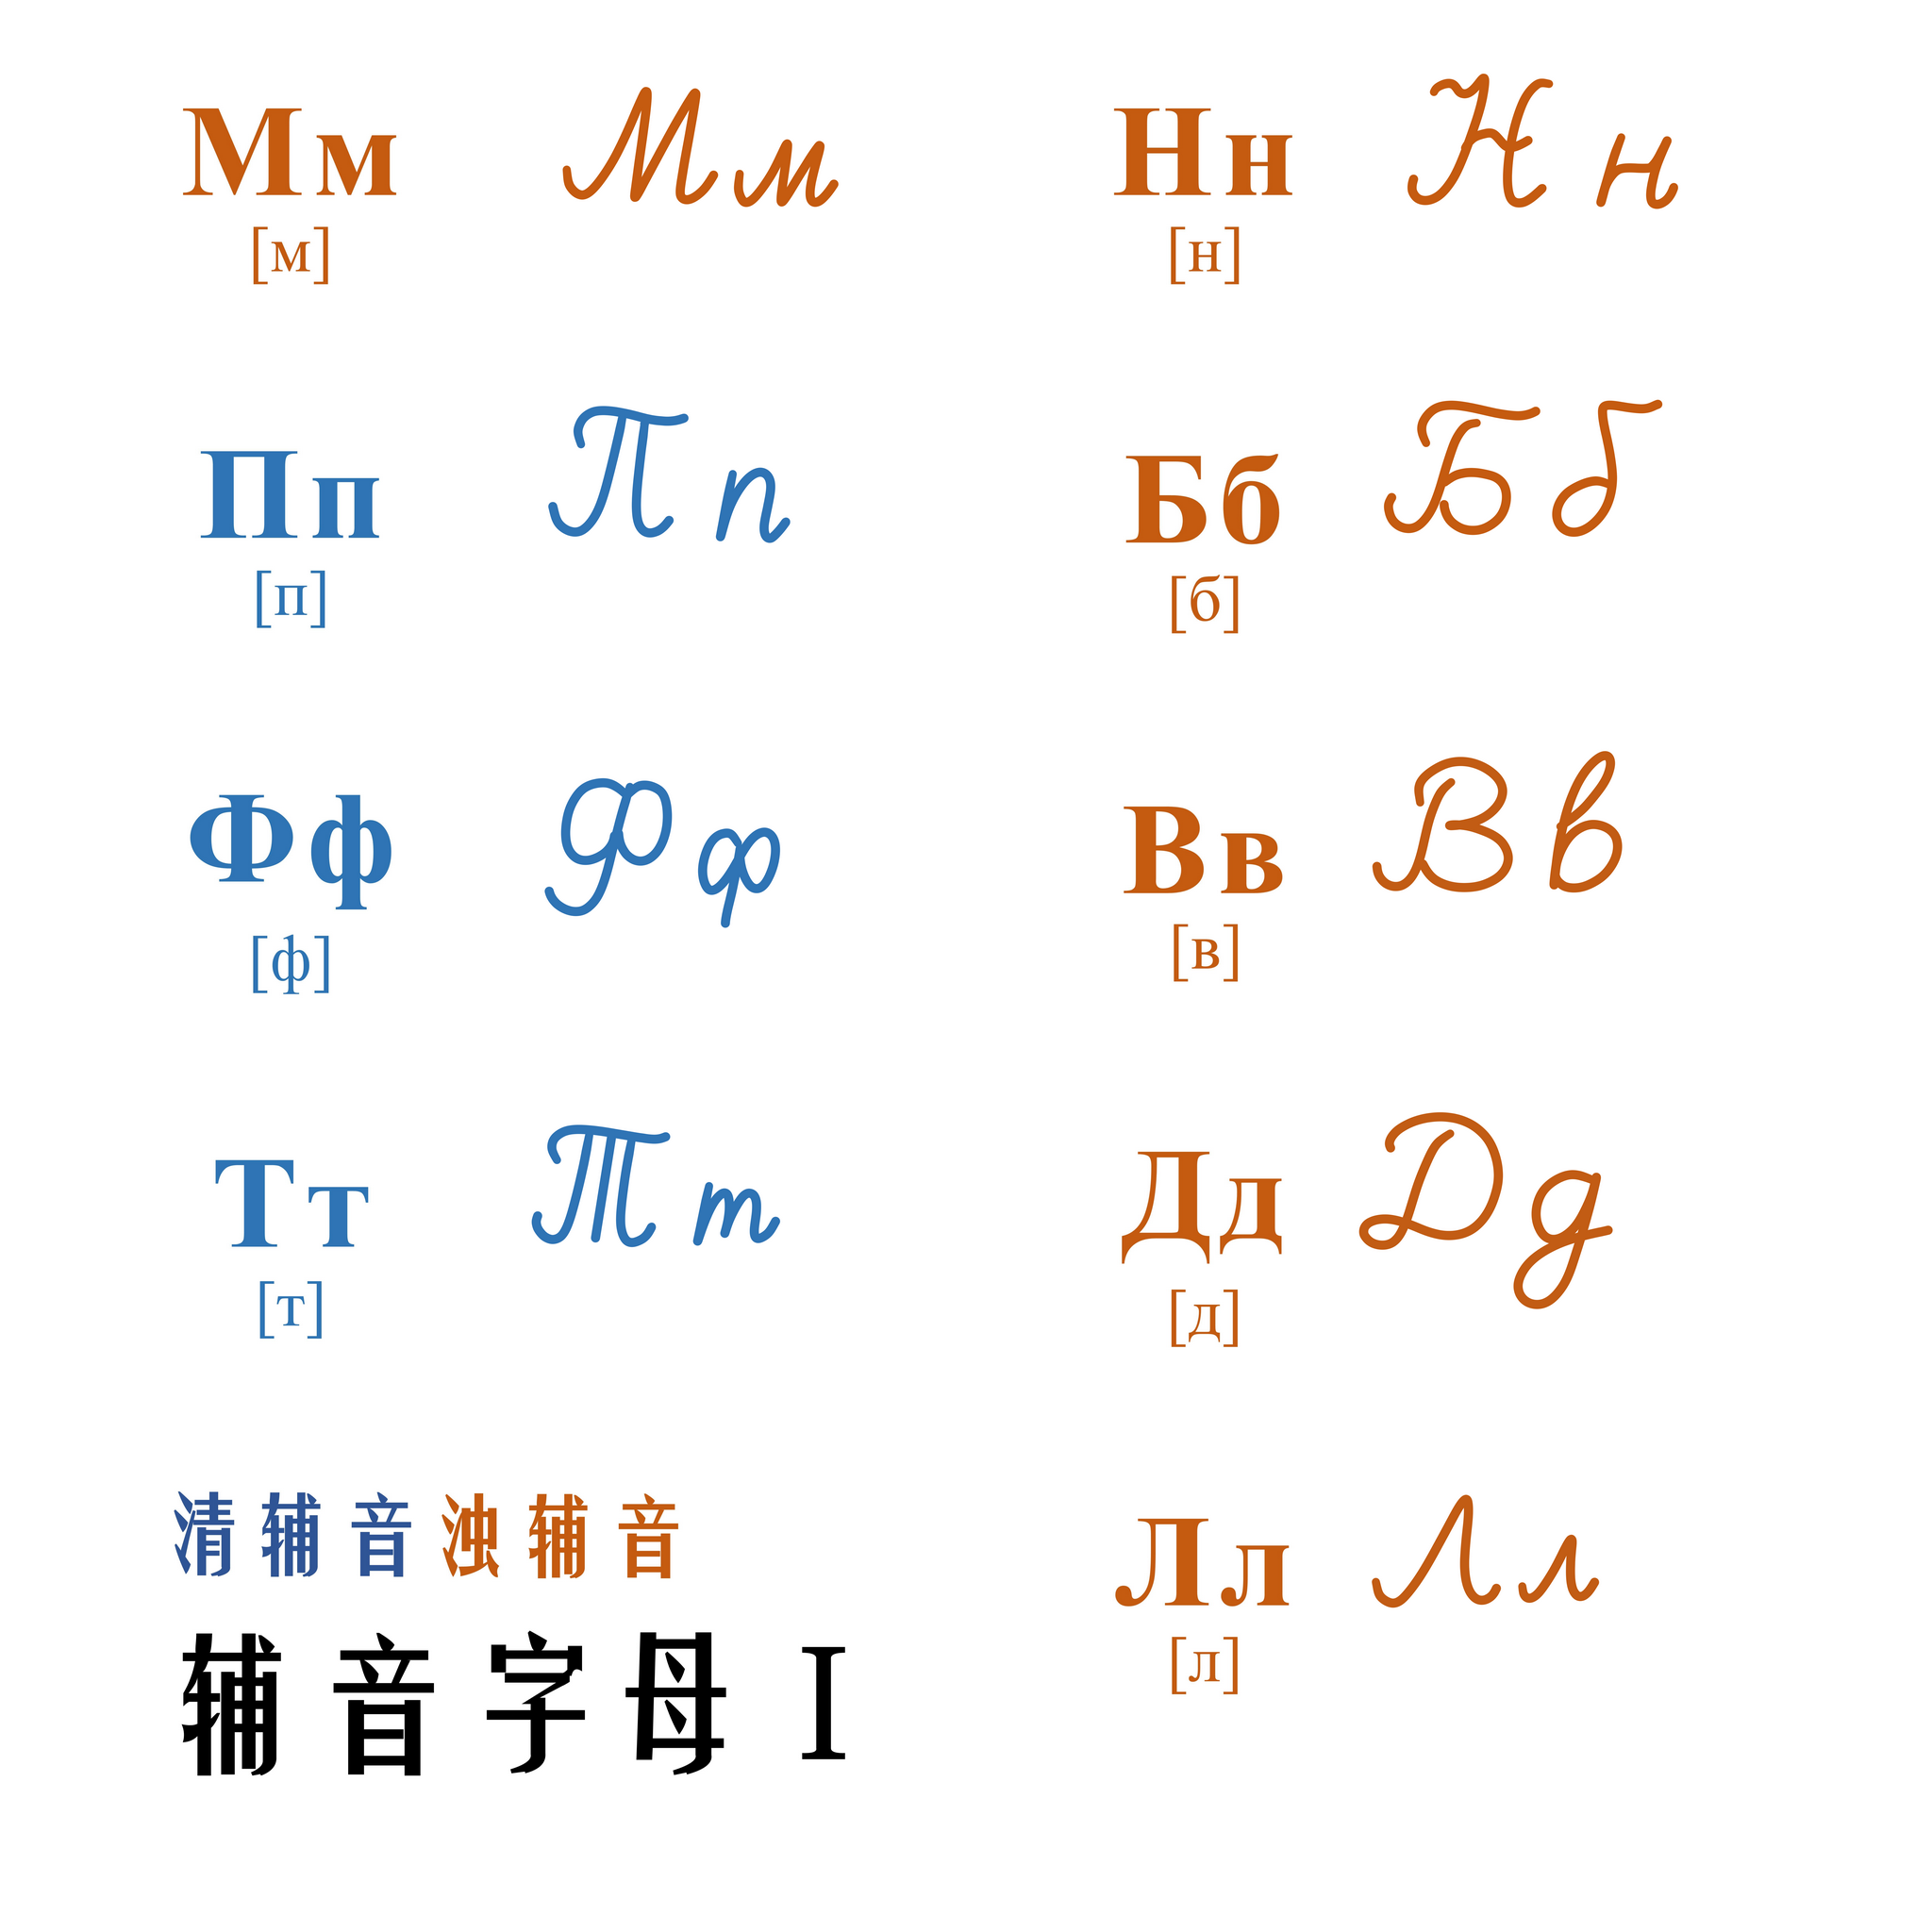 Мм Мм
[м]
Нн Нн
[н]
Пп Пп
[п]
Бб Бб
[б]
Фф Фф
[ф]
Вв Вв
[в]
Тт Тт
[т]
Дд Дд
[д]
清辅音 浊辅音
辅音字母 I
Лл Лл
[л]